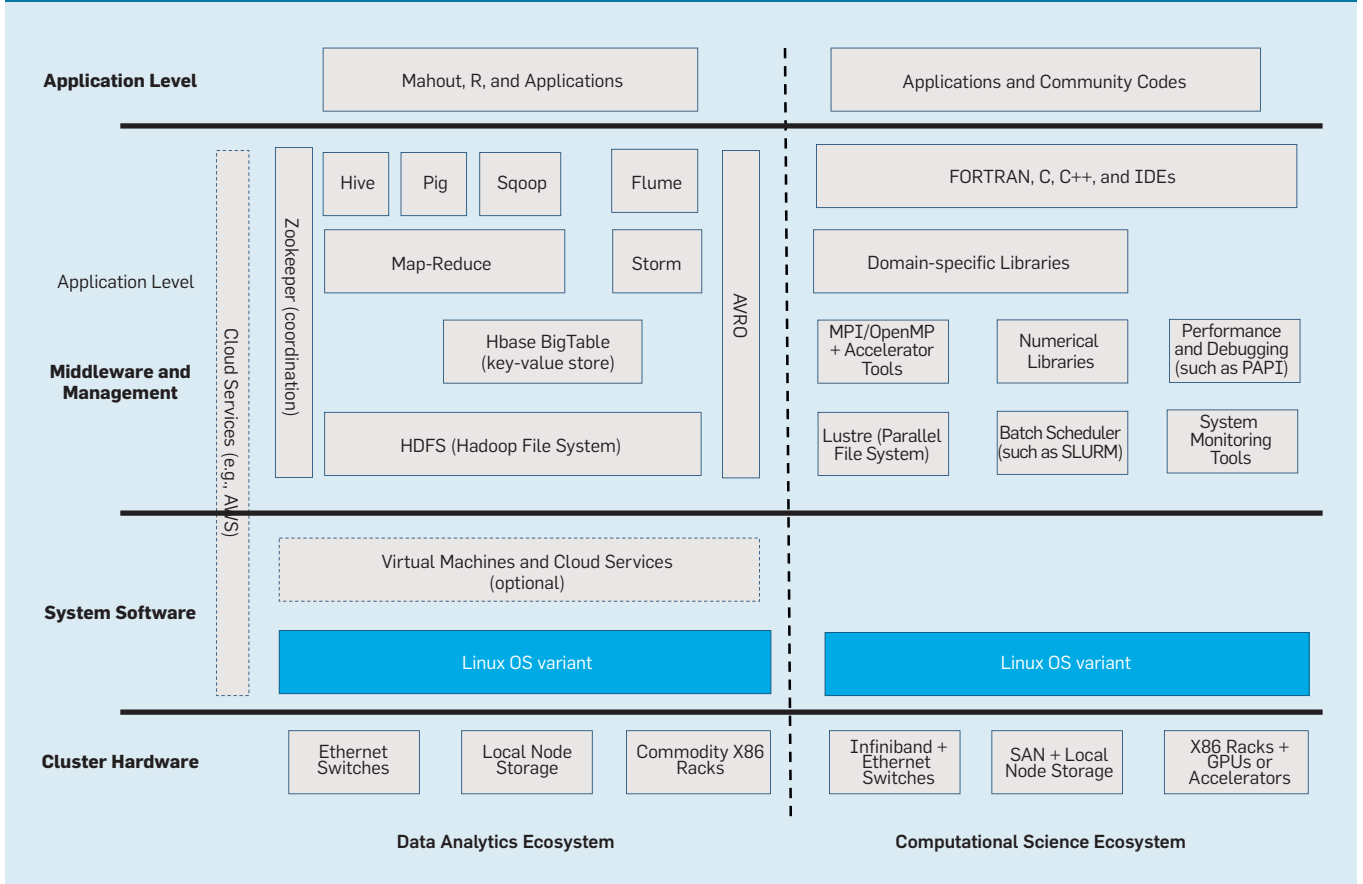 Application Level
Mahout, R, and Applications
Applications and Community Codes
Cloud Services (e.g., AWS)
Zookeeper (coordination)
Hive
Pig
Sqoop
Flume
AVRO
FORTRAN, C, C++, and IDEs
Map-Reduce
Storm
Domain-specific Libraries
Application Level
Hbase BigTable
(key-value store)
MPI/OpenMP
+ Accelerator
Tools
Numerical
Libraries
Performance
and Debugging
(such as PAPI)
Middleware and
Management
HDFS (Hadoop File System)
Lustre (Parallel
File System)
Batch Scheduler
(such as SLURM)
System
Monitoring
Tools
Virtual Machines and Cloud Services
(optional)
System Software
Linux OS variant
Linux OS variant
Cluster Hardware
Ethernet
Switches
Local Node
Storage
Commodity X86
Racks
Infiniband +
Ethernet
Switches
SAN + Local
Node Storage
X86 Racks +
GPUs or
Accelerators
Data Analytics Ecosystem
Computational Science Ecosystem